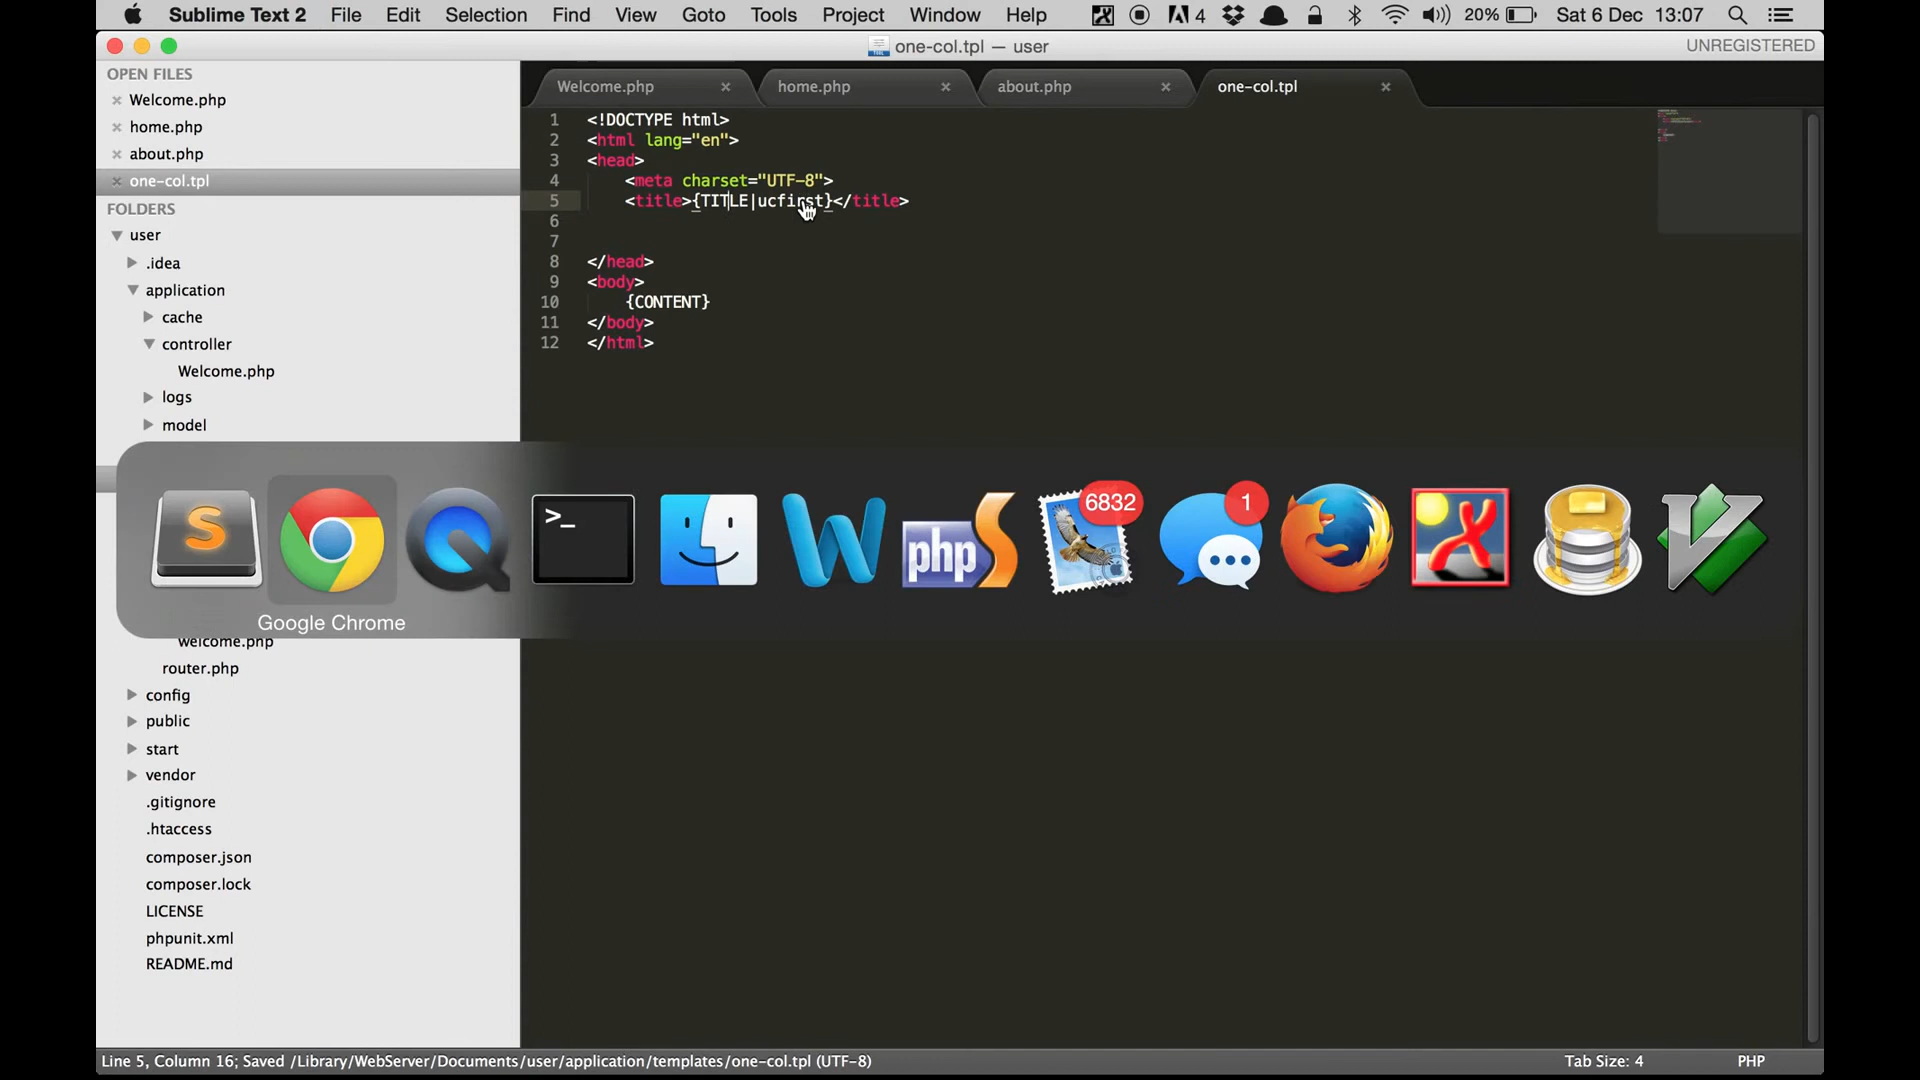 Sublime Text 2 File Edit Selection Find View Goto Tools Project Window Help 4 20% Sat 6 Dec 13:07
one-col.tpl — user UNREGISTERED
OPEN FILES
Welcome.php
home.php
about.php
one-col.tpl
FOLDERS
user
.idea
application
cache
controller
Welcome.php
logs
model
welcome.php
router.php
config
public
start
vendor
.gitignore
.htaccess
composer.json
composer.lock
LICENSE
phpunit.xml
README.md
Welcome.php home.php about.php one-col.tpl
1 <!DOCTYPE html>
2 <html lang="en">
3 <head>
4 <meta charset="UTF-8">
5 <title>{TITLE|ucfirst}</title>
6
7
8 </head>
9 <body>
10 {CONTENT}
11 </body>
12 </html>
S >_ W php S 6832 1 X V
Google Chrome
Line 5, Column 16; Saved /Library/WebServer/Documents/user/application/templates/one-col.tpl (UTF-8) Tab Size: 4 PHP